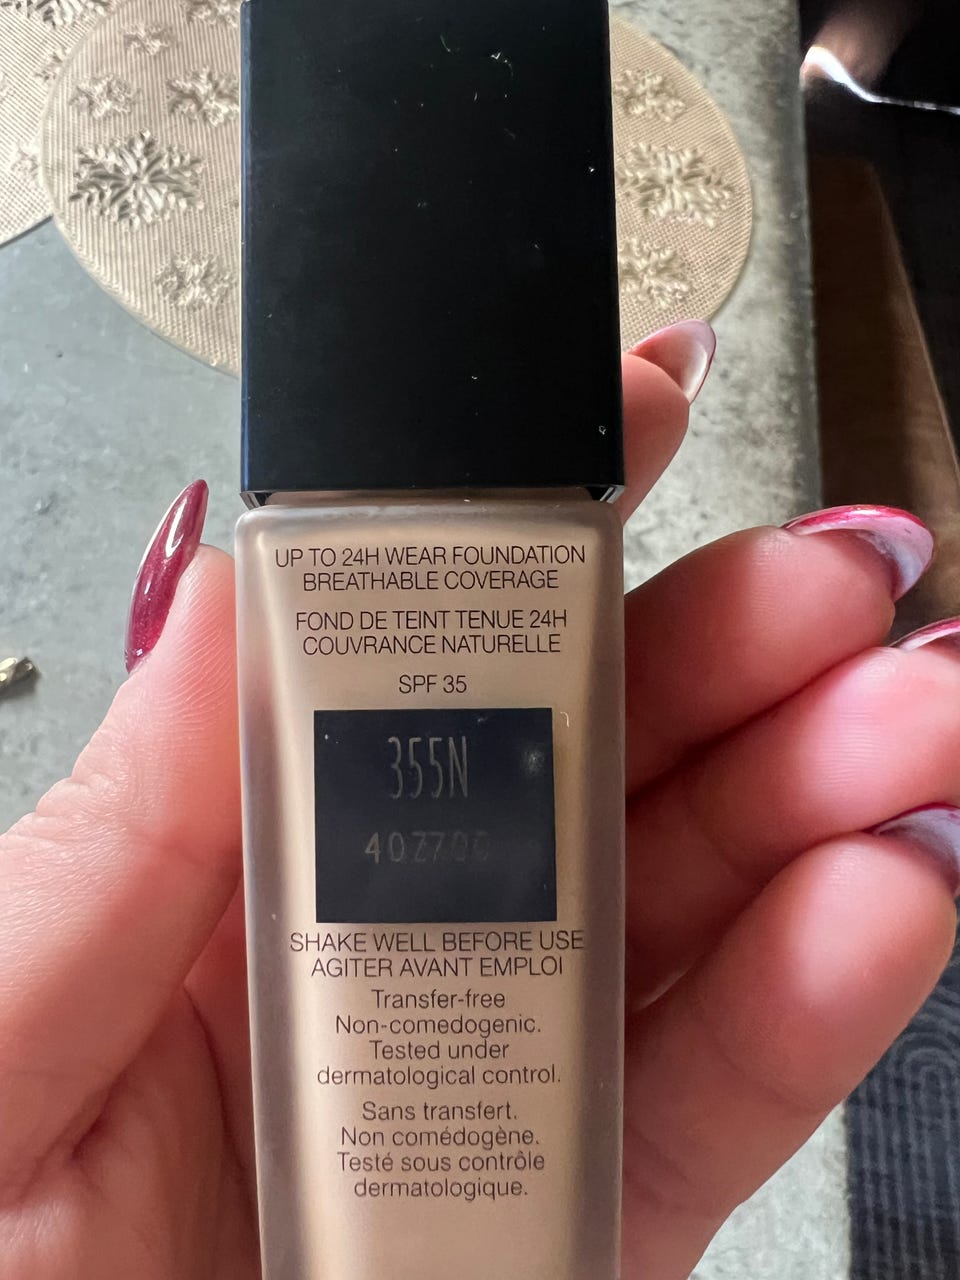 UP TO 24H WEAR FOUNDATION
BREATHABLE COVERAGE
FOND DE TEINT TENUE 24H
COUVRANCE NATURELLE
SPF 35
355N
SHAKE WELL BEFORE USE
AGITER AVANT EMPLOI
Transfer-free
Non-comedogenic.
Tested under
dermatological control.
Sans transfert.
Non comédogène.
Testé sous contrôle
dermatologique.